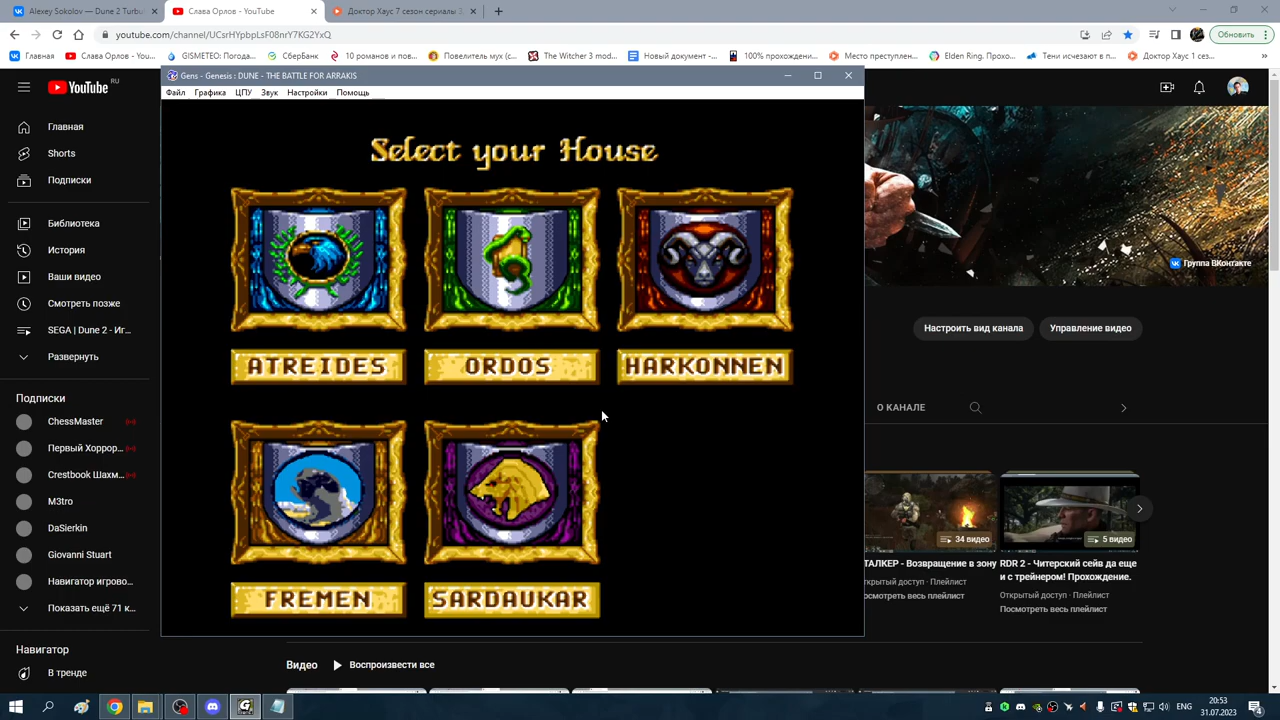 Alexey Sokolov — Dune 2 Turbu
Слава Орлов - YouTube
Доктор Хаус 7 сезон сериалы 3
youtube.com/channel/UCsrHYpbpLsF08nrY7KG2YxQ
Обновить
Главная
Слава Орлов - YouT...
GISMETEO: Погода...
СберБанк
10 романов и пов...
Повелитель мух (с...
The Witcher 3 mod...
Новый документ -...
100% прохождени...
Место преступлен...
Elden Ring. Прохо...
Тени исчезают в п...
Доктор Хаус 1 сез...
Gens - Genesis : DUNE - THE BATTLE FOR ARRAKIS
Файл
Графика
ЦПУ
Звук
Настройки
Помощь
YouTube RU
Главная
Shorts
Подписки
Библиотека
История
Ваши видео
Смотреть позже
SEGA | Dune 2 - Иг...
Развернуть
Подписки
ChessMaster
Первый Хоррор...
Crestbook Шахм...
M3tro
DaSierkin
Giovanni Stuart
Навигатор игрово...
Показать ещё 71 к...
Навигатор
В тренде
Select your House
ATREIDES
ORDOS
HARKONNEN
FREMEN
SARDAUKAR
Группа ВКонтакте
Настроить вид канала
Управление видео
О КАНАЛЕ
34 видео
5 видео
ТАЛКЕР - Возвращение в зону
ткрытый доступ · Плейлист
осмотреть весь плейлист
RDR 2 - Читерский сейв да еще
и с трейнером! Прохождение.
Открытый доступ · Плейлист
Посмотреть весь плейлист
Видео
Воспроизвести все
ENG
20:53
31.07.2023